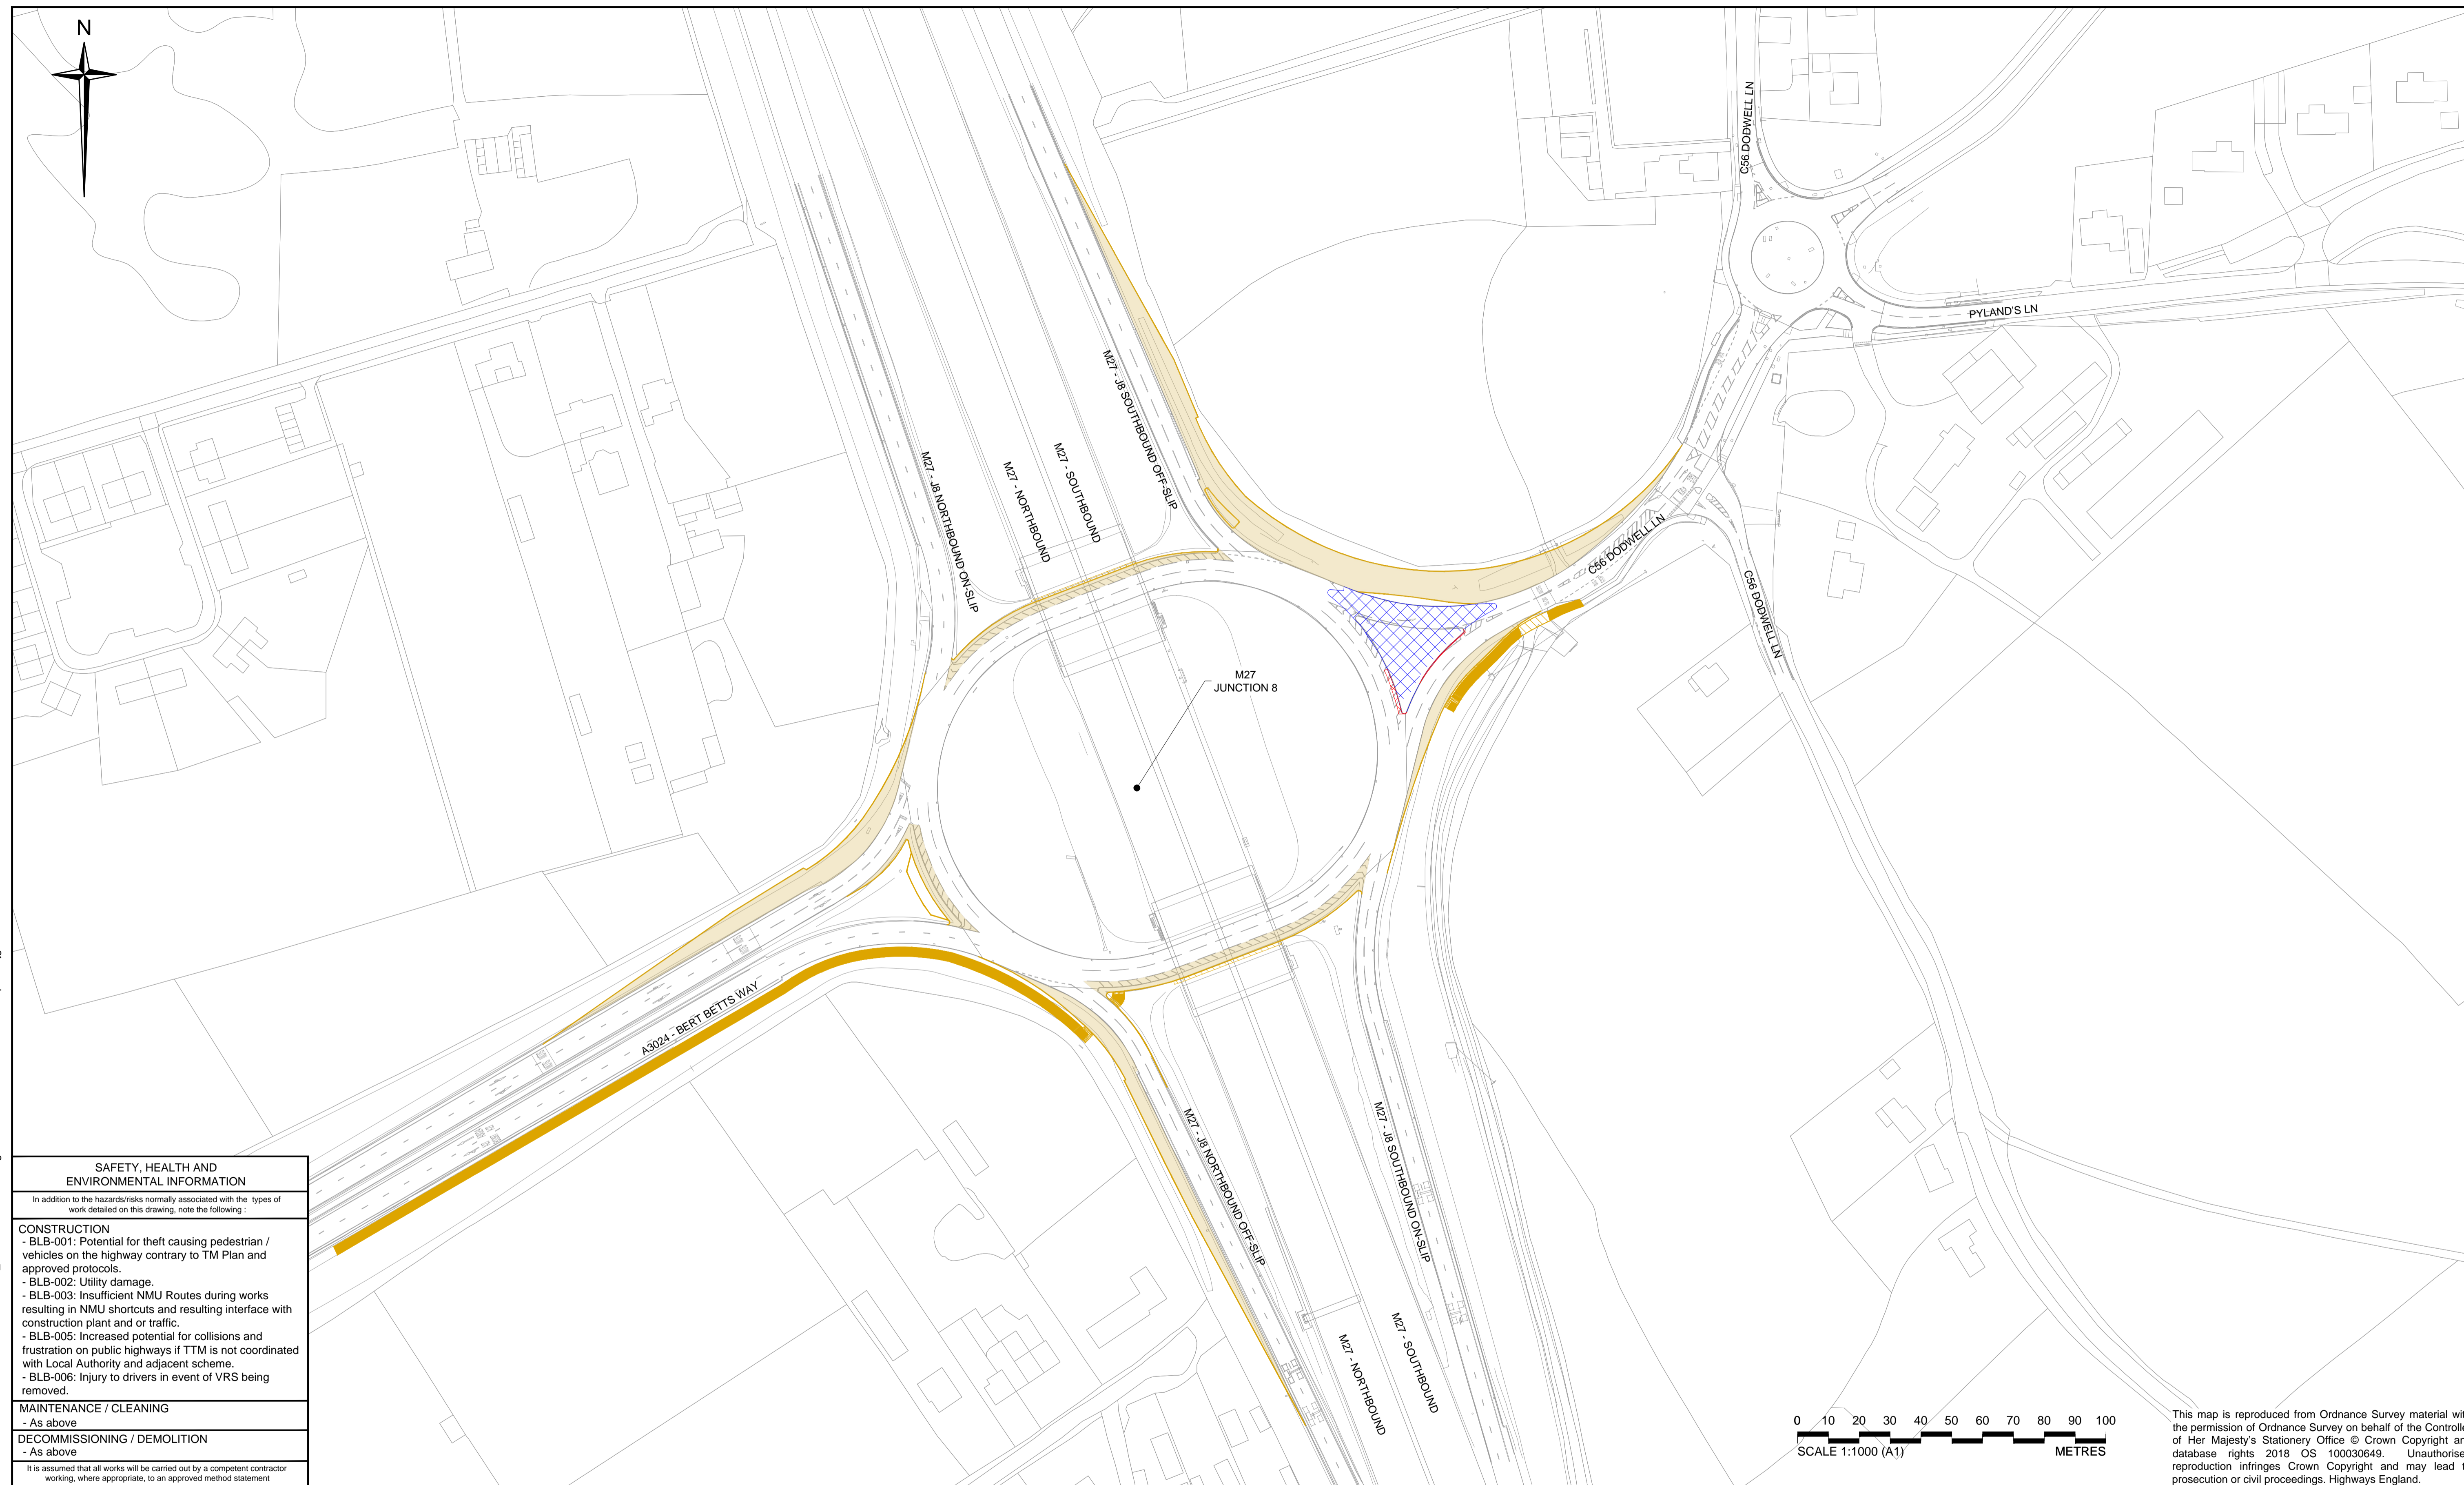 N
C56 DODWELL LN
PYLAND'S LN
M27 - J8 SOUTHBOUND OFF-SLIP
M27 - SOUTHBOUND
M27 - NORTHBOUND
M27 - J8 NORTHBOUND ON-SLIP
C56 DODWELL LN
C56 DODWELL LN
M27
JUNCTION 8
A3024 - BERT BETTS WAY
M27 - J8 NORTHBOUND OFF-SLIP
M27 - J8 SOUTHBOUND ON-SLIP
M27 - NORTHBOUND
M27 - SOUTHBOUND
SAFETY, HEALTH AND
ENVIRONMENTAL INFORMATION
In addition to the hazards/risks normally associated with the types of
work detailed on this drawing, note the following :
CONSTRUCTION
- BLB-001: Potential for theft causing pedestrian /
vehicles on the highway contrary to TM Plan and
approved protocols.
- BLB-002: Utility damage.
- BLB-003: Insufficient NMU Routes during works
resulting in NMU shortcuts and resulting interface with
construction plant and or traffic.
- BLB-005: Increased potential for collisions and
frustration on public highways if TTM is not coordinated
with Local Authority and adjacent scheme.
- BLB-006: Injury to drivers in event of VRS being
removed.
MAINTENANCE / CLEANING
- As above
DECOMMISSIONING / DEMOLITION
- As above
It is assumed that all works will be carried out by a competent contractor
working, where appropriate, to an approved method statement
0 10 20 30 40 50 60 70 80 90 100
SCALE 1:1000 (A1) METRES
This map is reproduced from Ordnance Survey material
the permission of Ordnance Survey on behalf of the
of Her Majesty's Stationery Office © Crown Copyright
database rights 2018 OS 100030649.
reproduction infringes Crown Copyright and may lead
prosecution or civil proceedings. Highways England.